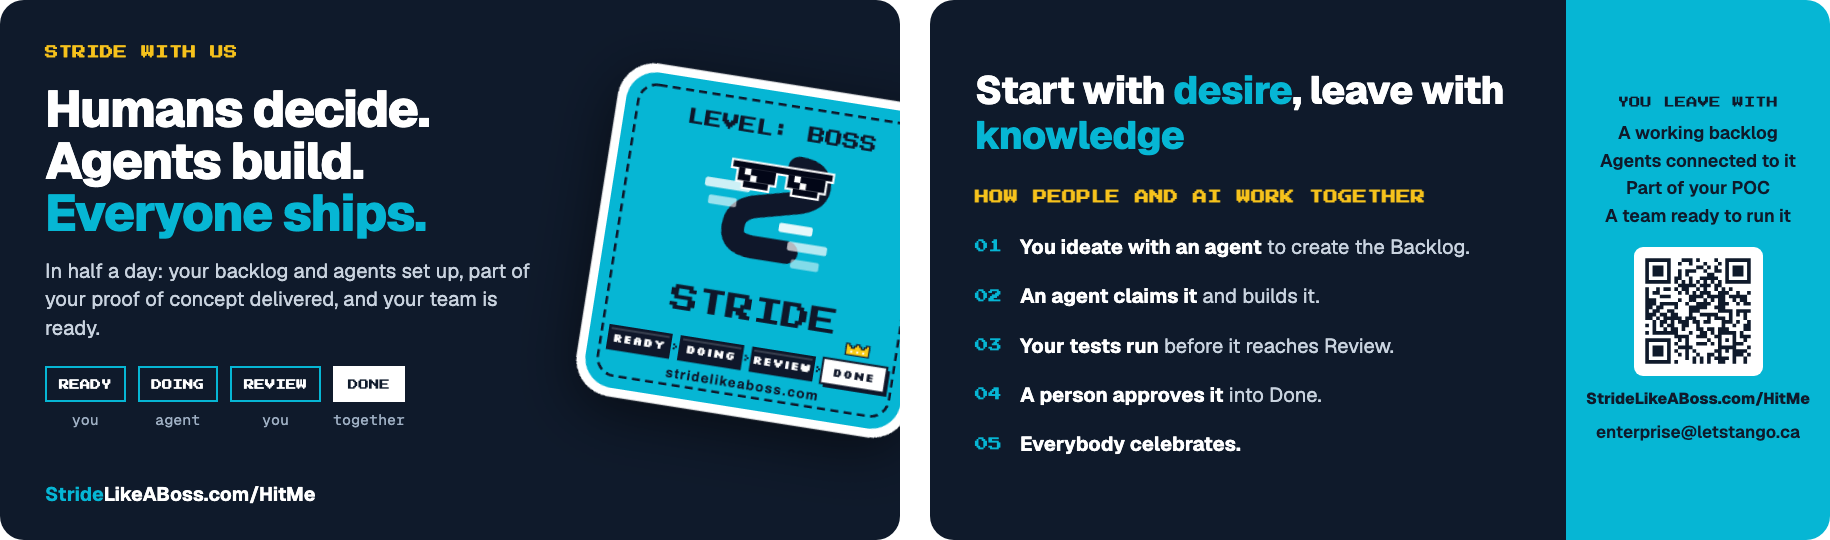 STRIDE WITH US
Humans decide.
Agents build.
Everyone ships.
In half a day: your backlog and agents set up, part of
your proof of concept delivered, and your team is
ready.
READY DOING REVIEW DONE
you agent you together
StrideLikeABoss.com/HitMe
LEVEL: BOSS
STRIDE
READY DOING REVIEW DONE
stridelikeaboss.com
Start with desire, leave with
knowledge
HOW PEOPLE AND AI WORK TOGETHER
01 You ideate with an agent to create the Backlog.
02 An agent claims it and builds it.
03 Your tests run before it reaches Review.
04 A person approves it into Done.
05 Everybody celebrates.
YOU LEAVE WITH
A working backlog
Agents connected to it
Part of your POC
A team ready to run it
StrideLikeABoss.com/HitMe
enterprise@letstango.ca